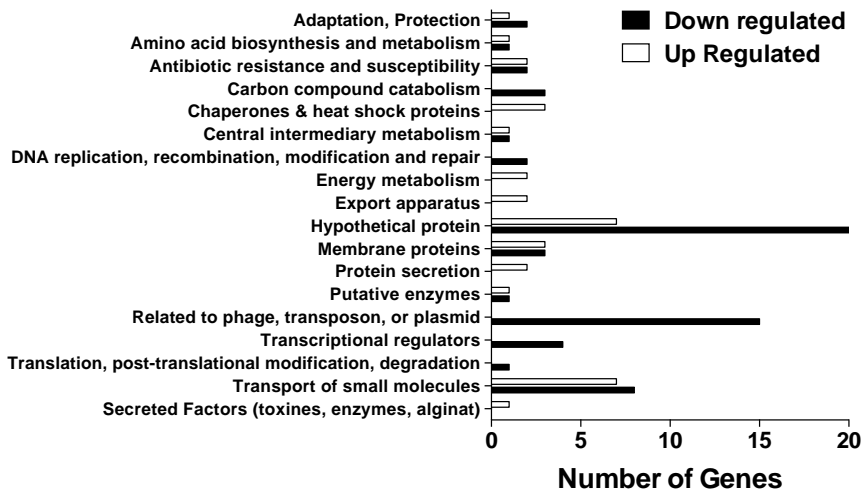 Down regulated
Up Regulated
Adaptation, Protection
Amino acid biosynthesis and metabolism
Antibiotic resistance and susceptibility
Carbon compound catabolism
Chaperones & heat shock proteins
Central intermediary metabolism
DNA replication, recombination, modification and repair
Energy metabolism
Export apparatus
Hypothetical protein
Membrane proteins
Protein secretion
Putative enzymes
Related to phage, transposon, or plasmid
Transcriptional regulators
Translation, post-translational modification, degradation
Transport of small molecules
Secreted Factors (toxines, enzymes, alginat)
0 5 10 15 20
Number of Genes